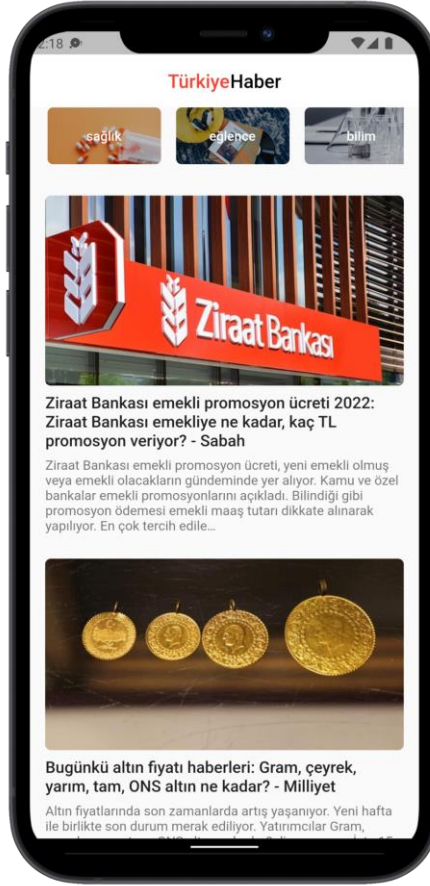 2:18
TürkiyeHaber
sağlık
eğlence
bilim
Ziraat Bankası
Ziraat Bankası emekli promosyon ücreti 2022:
Ziraat Bankası emekliye ne kadar, kaç TL
promosyon veriyor? - Sabah
Ziraat Bankası emekli promosyon ücreti, yeni emekli olmuş
veya emekli olacakların gündeminde yer alıyor. Kamu ve özel
bankalar emekli promosyonlarını açıkladı. Bilindiği gibi
promosyon ödemesi emekli maaş tutarı dikkate alınarak
yapılıyor. En çok tercih edile…
Bugünkü altın fiyatı haberleri: Gram, çeyrek,
yarım, tam, ONS altın ne kadar? - Milliyet
Altın fiyatlarında son zamanlarda artış yaşanıyor. Yeni hafta
ile birlikte son durum merak ediliyor. Yatırımcılar Gram,